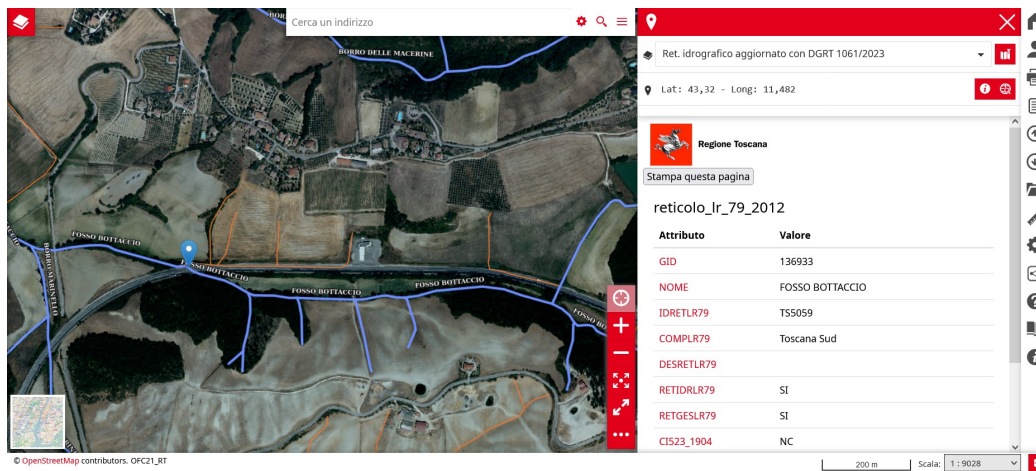 Cerca un indirizzo
BORRO DELLE MACERINE
FOSSO BOTTACCIO
BORRO MARINELLO
FOSSO BOTTACCIO
FOSSO BOTTACCIO
FOSSO BOTTACCIO
© OpenStreetMap contributors. OFC21_RT
Ret. idrografico aggiornato con DGRT 1061/2023
Lat: 43,32 - Long: 11,482
Regione Toscana
Stampa questa pagina
reticolo_lr_79_2012
Attributo Valore
GID 136933
NOME FOSSO BOTTACCIO
IDRETLR79 TS5059
COMPLR79 Toscana Sud
DESRETLR79
RETIDRLR79 SI
RETGESLR79 SI
CI523_1904 NC
200 m Scala: 1 : 9028